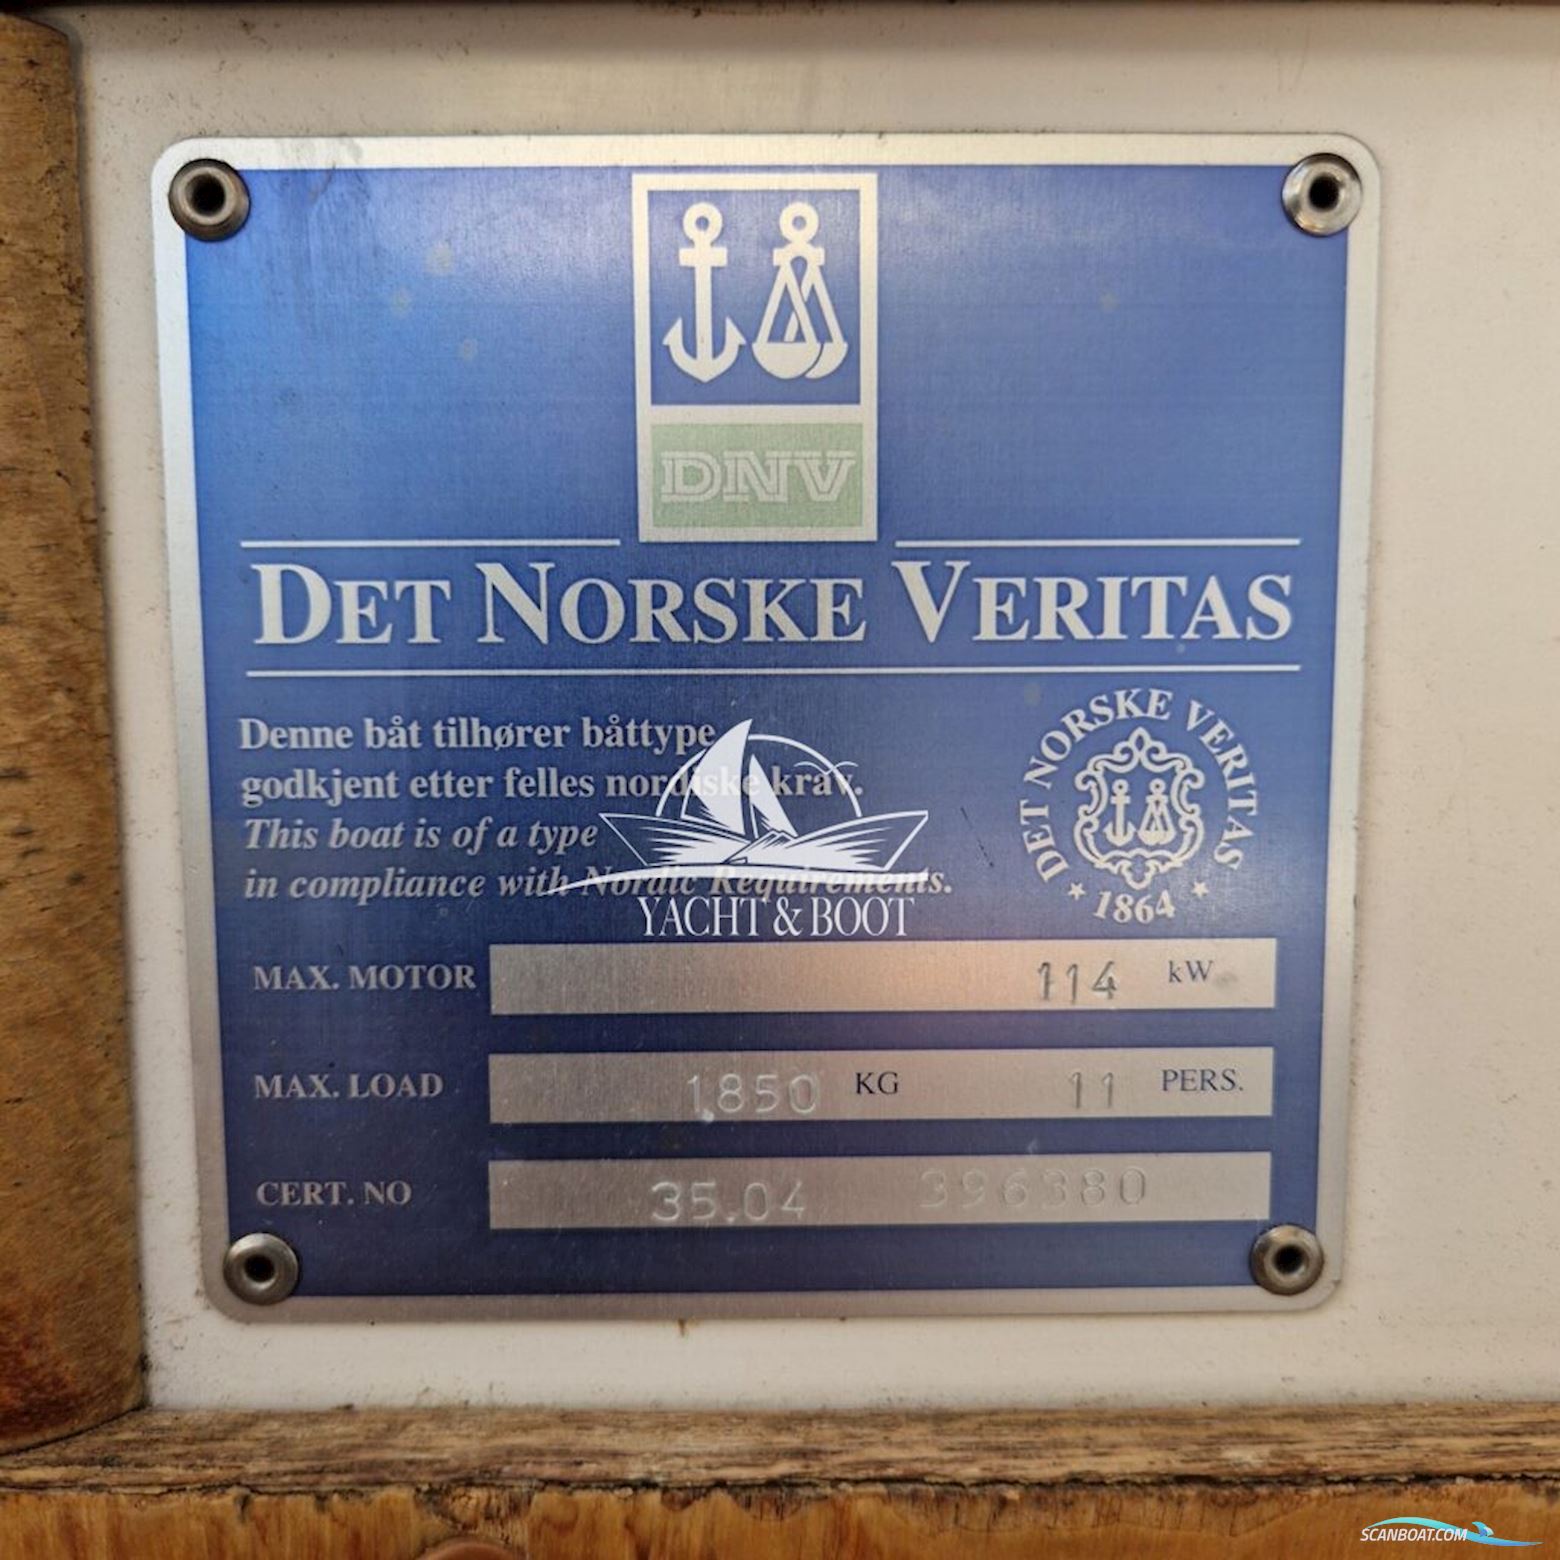 DNV
DET NORSKE VERITAS
Denne båt tilhører båttype
godkjent etter felles nordiske krav.
This boat is of a type
in compliance with Nordic Requirements.
DET NORSKE VERITAS
1864
YACHT & BOOT
MAX. MOTOR 114 kW
MAX. LOAD 1850 KG 11 PERS.
CERT. NO 35.04 396380
SCANBOAT.COM